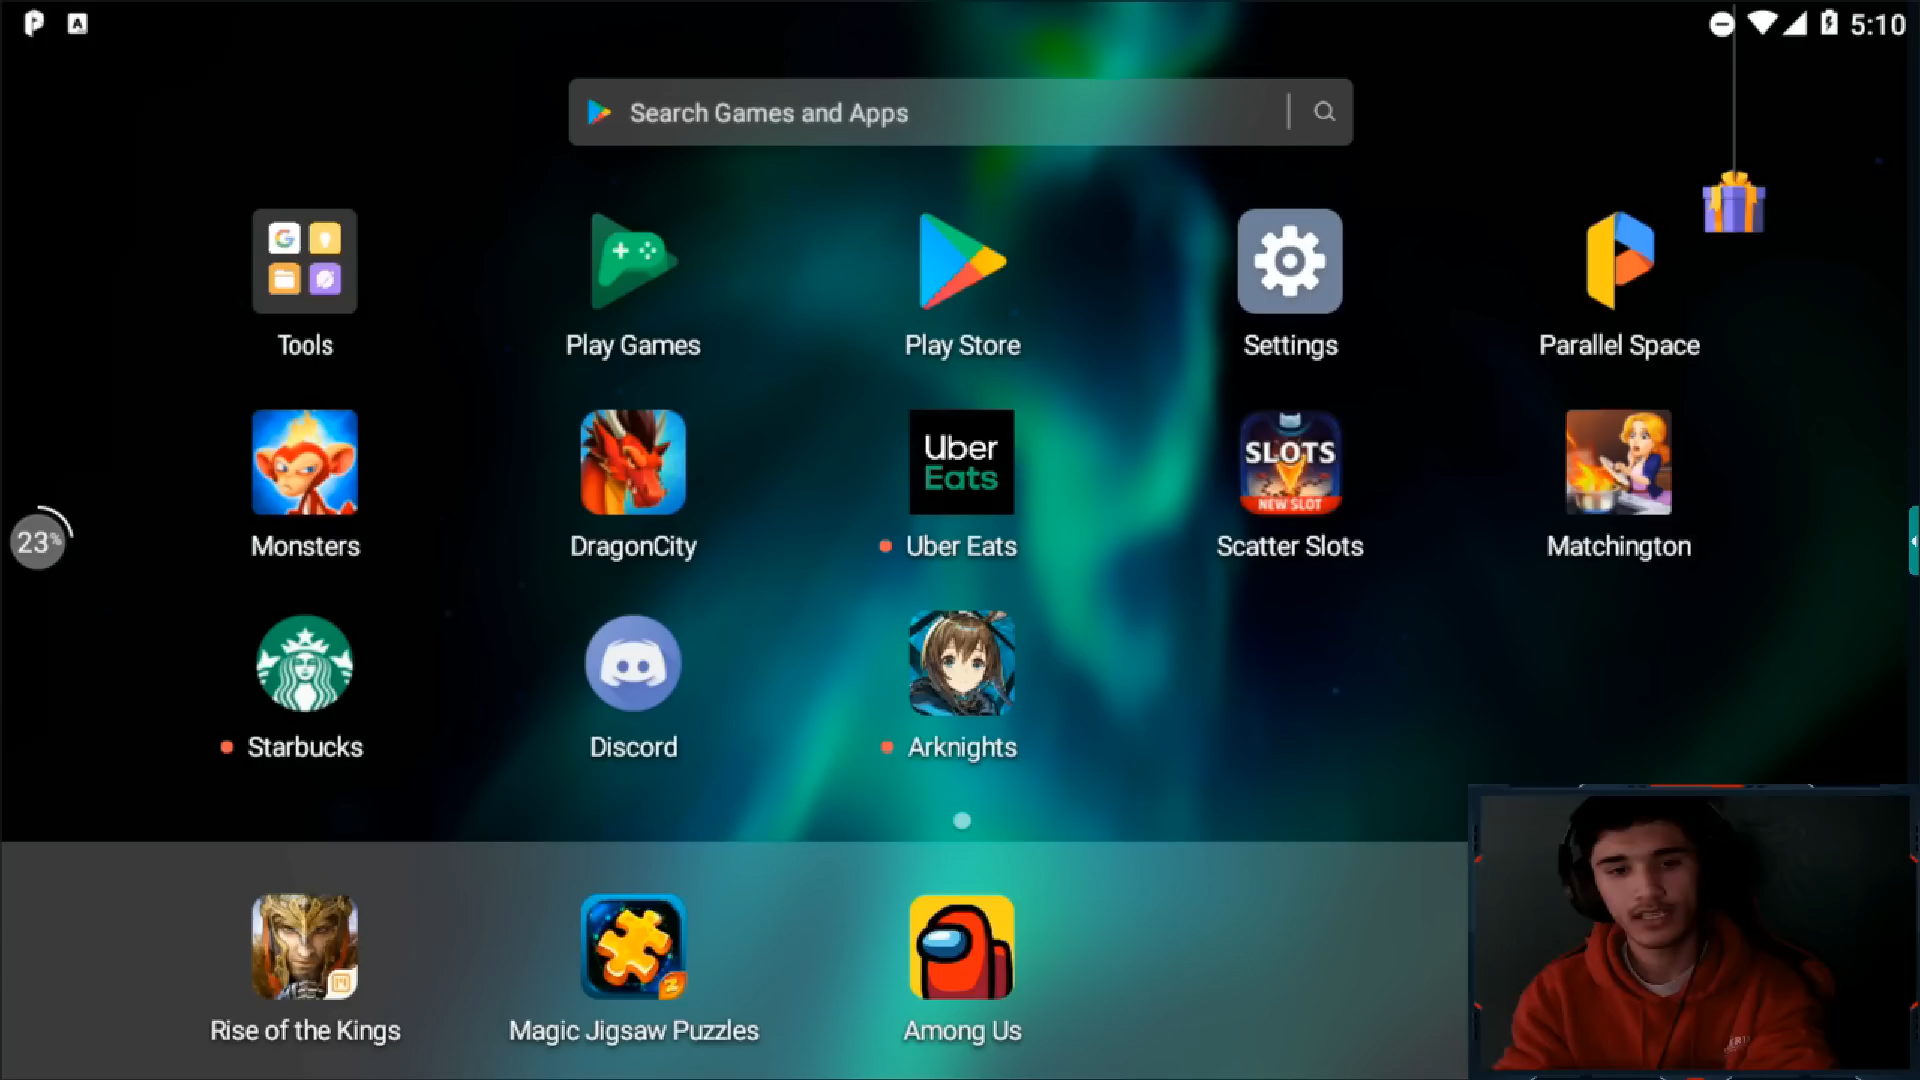 5:10
Search Games and Apps
Tools
Play Games
Play Store
Settings
Parallel Space
Uber
Eats
SLOTS
NEW SLOT
23%
Monsters
DragonCity
Uber Eats
Scatter Slots
Matchington
Starbucks
Discord
Arknights
Rise of the Kings
Magic Jigsaw Puzzles
Among Us